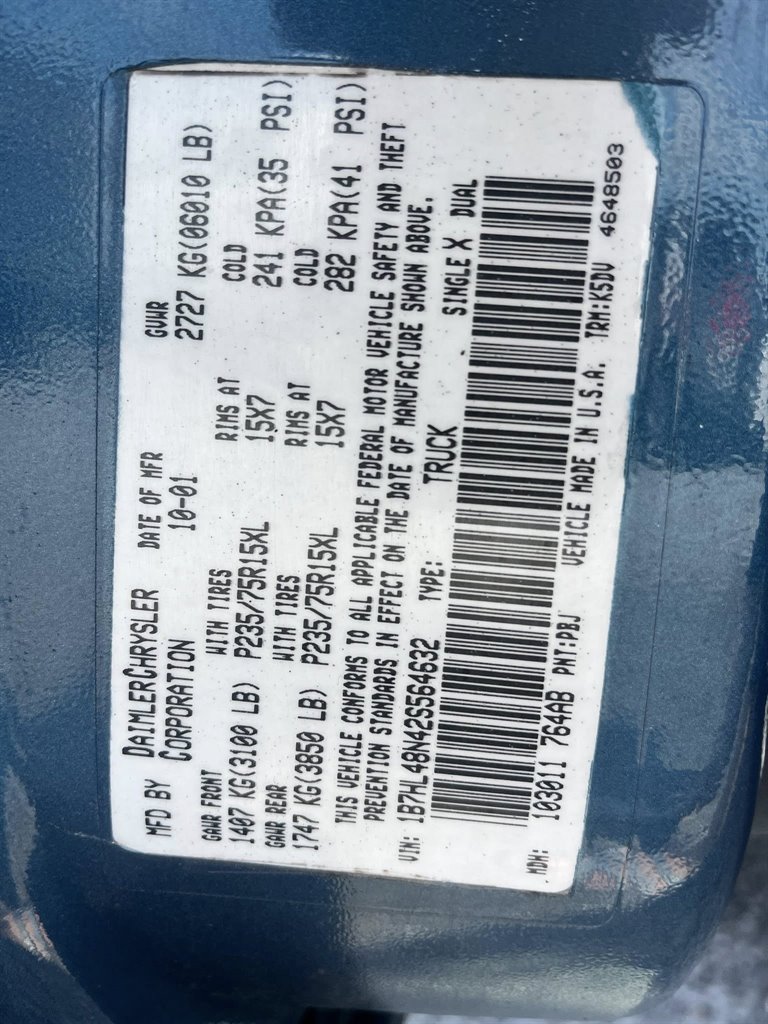 MFD BY DAIMLERCHRYSLER CORPORATION DATE OF MFR 10-01 GVWR 2727 KG(06010 LB)
GAWR FRONT WITH TIRES RIMS AT COLD
1407 KG(3100 LB) P235/75R15XL 15X7 241 KPA(35 PSI)
GAWR REAR WITH TIRES RIMS AT COLD
1747 KG(3850 LB) P235/75R15XL 15X7 282 KPA(41 PSI)
THIS VEHICLE CONFORMS TO ALL APPLICABLE FEDERAL MOTOR VEHICLE SAFETY AND THEFT
PREVENTION STANDARDS IN EFFECT ON THE DATE OF MANUFACTURE SHOWN ABOVE.
VIN: 1B7HL48N42S564632 TYPE: TRUCK SINGLE X DUAL
MDH: 103011 764AB PNT:PBJ VEHICLE MADE IN U.S.A. TRM:K5DV 4648503